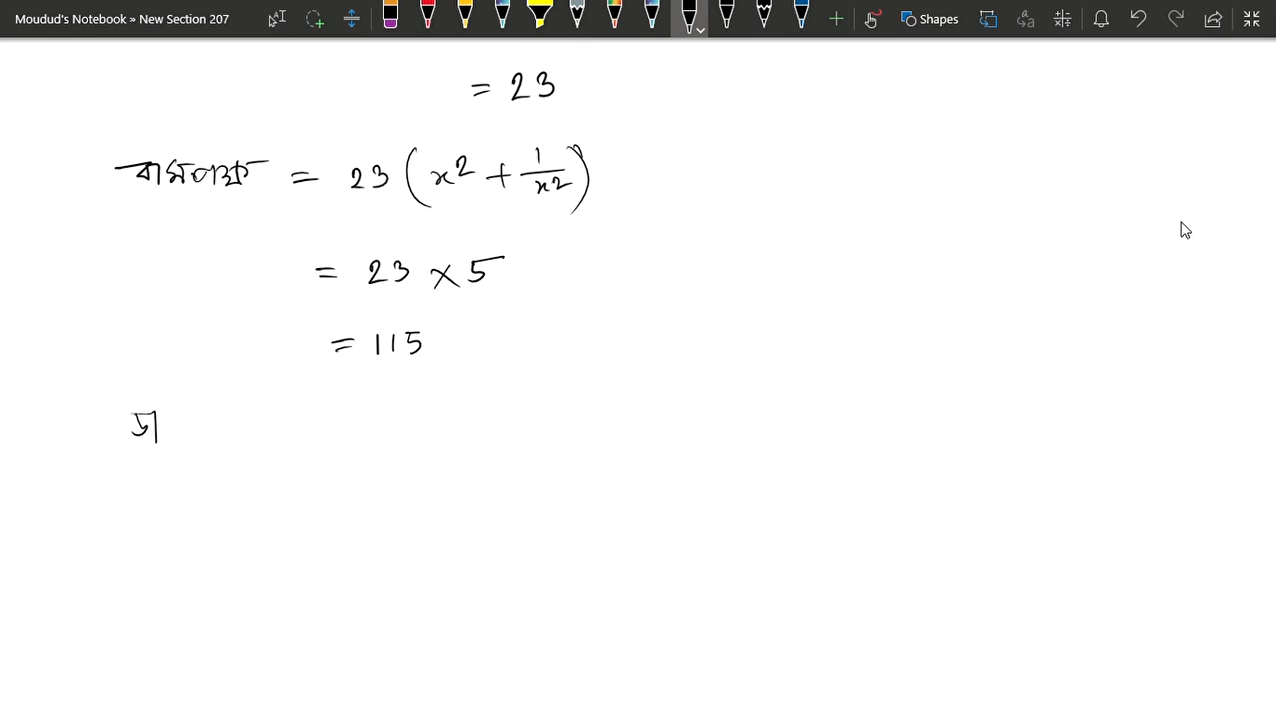 Moudud's Notebook » New Section 207
Shapes
= 23
বামপক্ষ = 23 (x² + 1/x²)
= 23 × 5
= 115
ডা